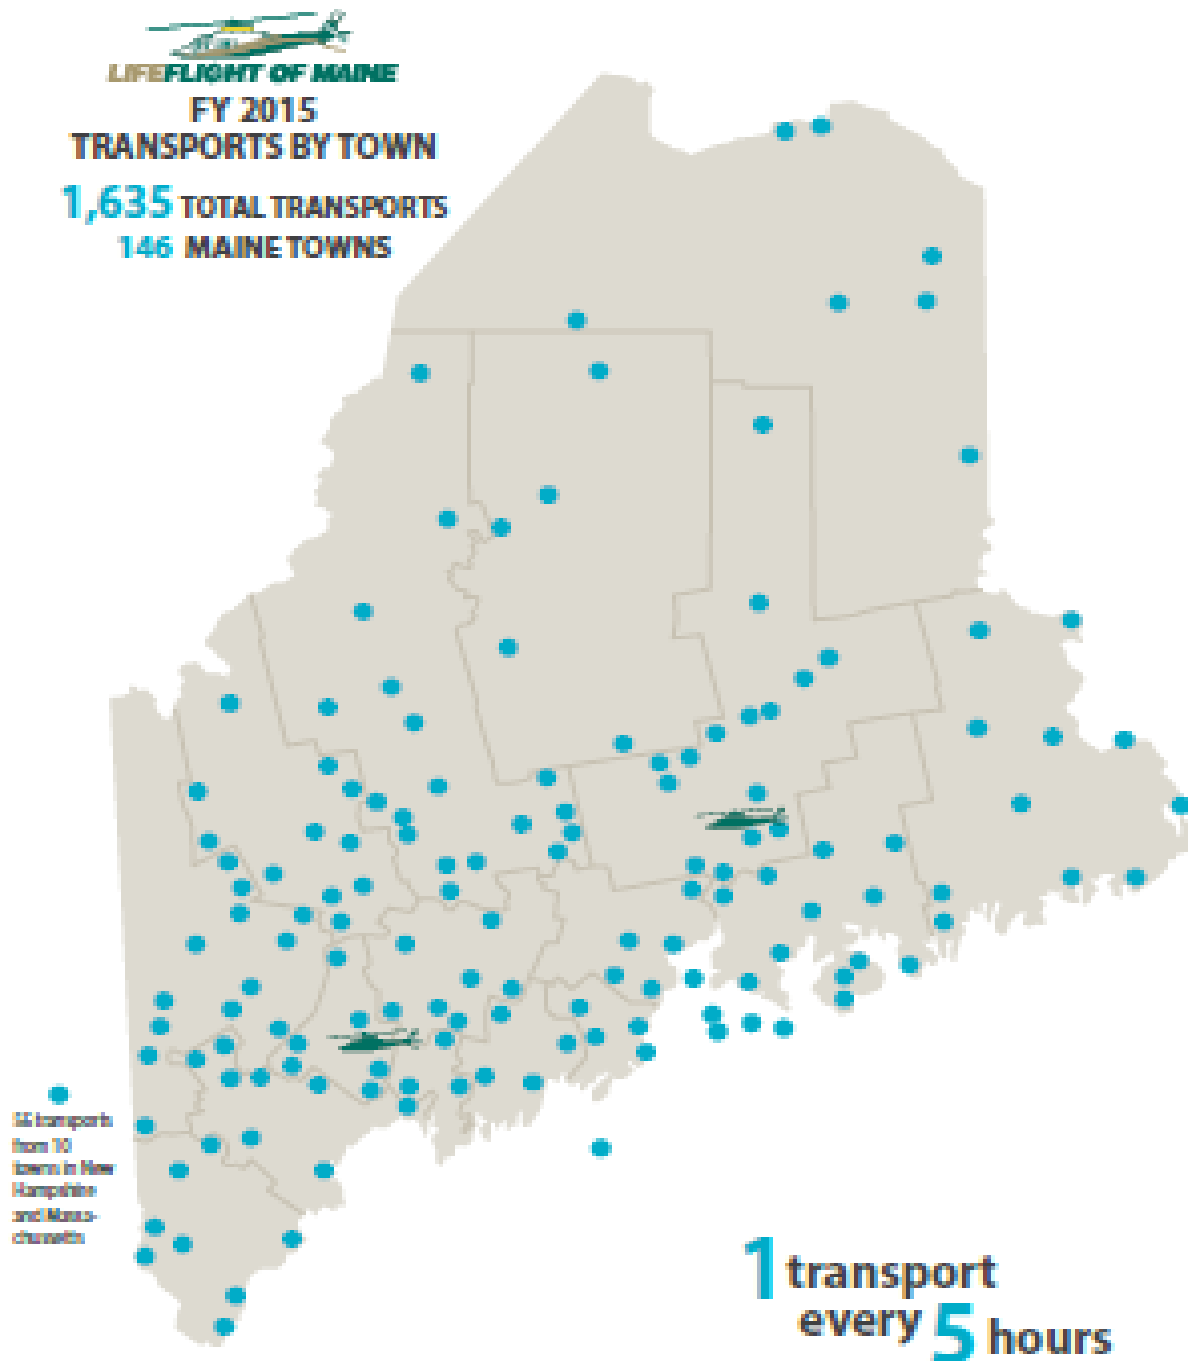 LIFEFLIGHT OF MAINE
FY 2015
TRANSPORTS BY TOWN
1,635 TOTAL TRANSPORTS
146 MAINE TOWNS
transports
from 10
towns in New
Hampshire
and Massa-
chusetts
1 transport
every 5 hours